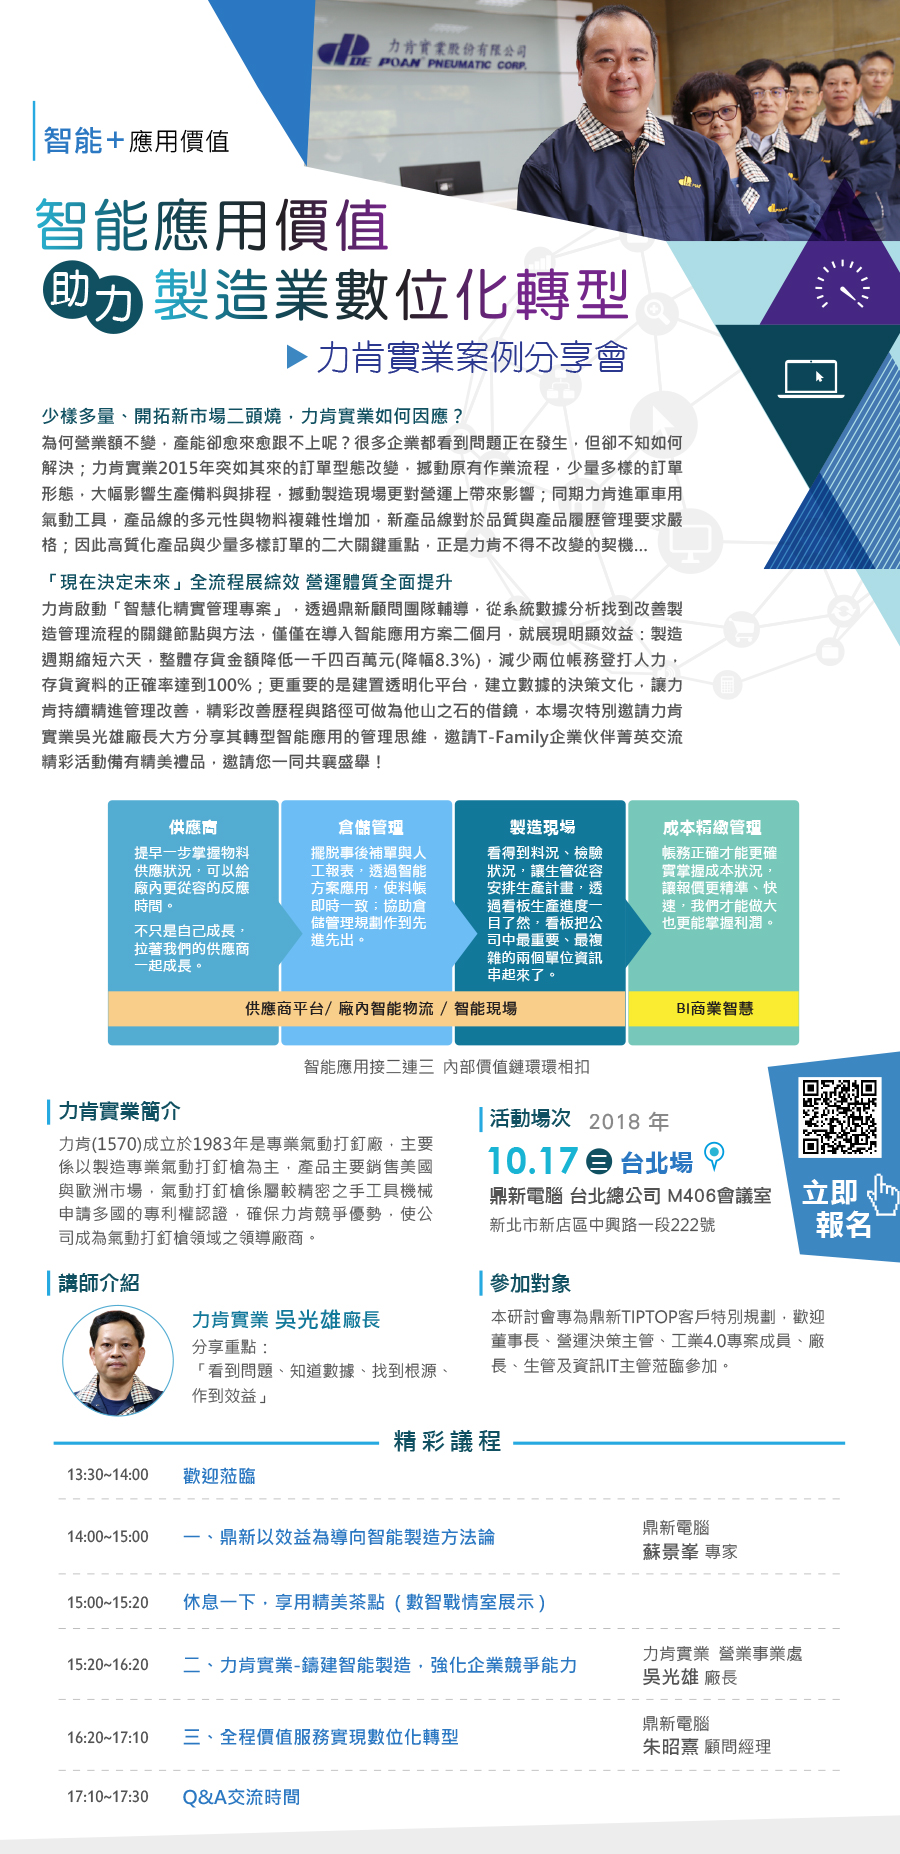 力肯實業股份有限公司
DE POAN PNEUMATIC CORP.
智能+應用價值
智能應用價值
助力 製造業數位化轉型
力肯實業案例分享會
少樣多量、開拓新市場二頭燒，力肯實業如何因應？
為何營業額不變，產能卻愈來愈跟不上呢？很多企業都看到問題正在發生，但卻不知如何
解決；力肯實業2015年突如其來的訂單型態改變，撼動原有作業流程，少量多樣的訂單
形態，大幅影響生產備料與排程，撼動製造現場更對營運上帶來影響；同期力肯進軍車用
氣動工具，產品線的多元性與物料複雜性增加，新產品線對於品質與產品履歷管理要求嚴
格；因此高質化產品與少量多樣訂單的二大關鍵重點，正是力肯不得不改變的契機...
「現在決定未來」全流程展綜效 營運體質全面提升
力肯啟動「智慧化精實管理專案」，透過鼎新顧問團隊輔導，從系統數據分析找到改善製
造管理流程的關鍵節點與方法，僅僅在導入智能應用方案二個月，就展現明顯效益：製造
週期縮短六天，整體存貨金額降低一千四百萬元(降幅8.3%)，減少兩位帳務登打人力，
存貨資料的正確率達到100%；更重要的是建置透明化平台，建立數據的決策文化，讓力
肯持續精進管理改善，精彩改善歷程與路徑可做為他山之石的借鏡，本場次特別邀請力肯
實業吳光雄廠長大方分享其轉型智能應用的管理思維，邀請T-Family企業伙伴菁英交流
精彩活動備有精美禮品，邀請您一同共襄盛舉！
供應商
提早一步掌握物料
供應狀況，可以給
廠內更從容的反應
時間。
不只是自己成長，
拉著我們的供應商
一起成長。
倉儲管理
擺脫事後補單與人
工報表，透過智能
方案應用，使料帳
即時一致；協助倉
儲管理規劃作到先
進先出。
製造現場
看得到料況、檢驗
狀況，讓生管從容
安排生產計畫，透
過看板生產進度一
目了然，看板把公
司中最重要、最複
雜的兩個單位資訊
串起來了。
成本精緻管理
帳務正確才能更確
實掌握成本狀況，
讓報價更精準、快
速，我們才能做大
也更能掌握利潤。
供應商平台/ 廠內智能物流 / 智能現場
BI商業智慧
智能應用接二連三 內部價值鏈環環相扣
力肯實業簡介
力肯(1570)成立於1983年是專業氣動打釘廠，主要
係以製造專業氣動打釘槍為主，產品主要銷售美國
與歐洲市場，氣動打釘槍係屬較精密之手工具機械
申請多國的專利權認證，確保力肯競爭優勢，使公
司成為氣動打釘槍領域之領導廠商。
活動場次 2018 年
10.17 三 台北場
鼎新電腦 台北總公司 M406會議室
新北市新店區中興路一段222號
立即
報名
講師介紹
力肯實業 吳光雄廠長
分享重點：
「看到問題、知道數據、找到根源、
作到效益」
參加對象
本研討會專為鼎新TIPTOP客戶特別規劃，歡迎
董事長、營運決策主管、工業4.0專案成員、廠
長、生管及資訊IT主管蒞臨參加。
精彩議程
13:30~14:00 歡迎蒞臨
14:00~15:00 一、鼎新以效益為導向智能製造方法論 鼎新電腦
蘇景峯 專家
15:00~15:20 休息一下，享用精美茶點（數智戰情室展示）
15:20~16:20 二、力肯實業-鑄建智能製造，強化企業競爭能力 力肯實業 營業事業處
吳光雄 廠長
16:20~17:10 三、全程價值服務實現數位化轉型 鼎新電腦
朱昭熹 顧問經理
17:10~17:30 Q&A交流時間